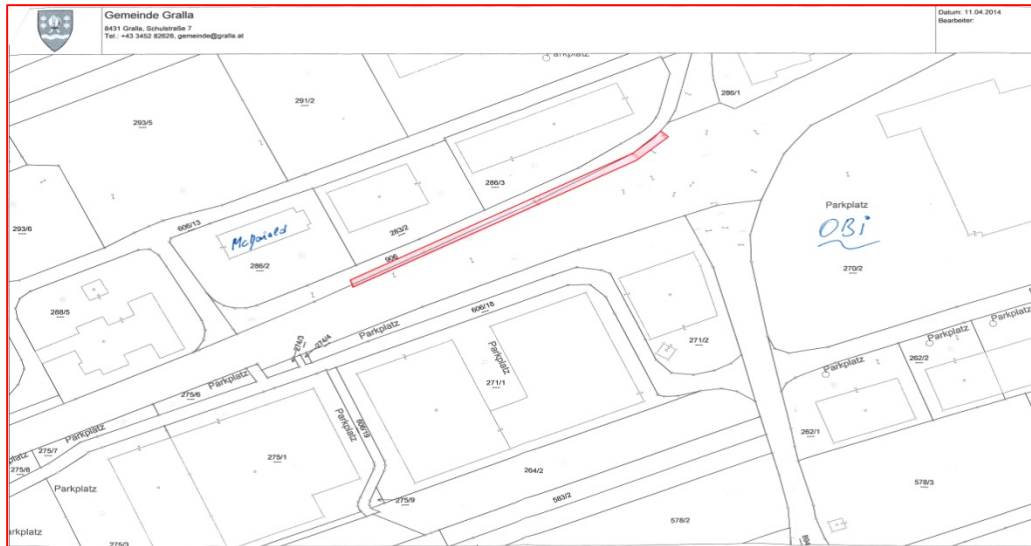 Gemeinde Gralla
8431 Gralla, Schulstraße 7
Tel.: +43 3452 82628, gemeinde@gralla.at
Datum: 11.04.2014
Bearbeiter:
291/2
286/1
293/5
286/3
293/6
606/13
McDonald
283/2
Parkplatz
OBI
286/2
906
270/2
288/5
606/18
274/3
274/4
Parkplatz
271/2
Parkplatz
Parkplatz
262/2
Parkplatz
271/1
275/6
Parkplatz
Parkplatz
606/19
262/1
Parkplatz
275/7
275/1
275/8
264/2
578/3
Parkplatz
275/9
583/2
578/2
275/3